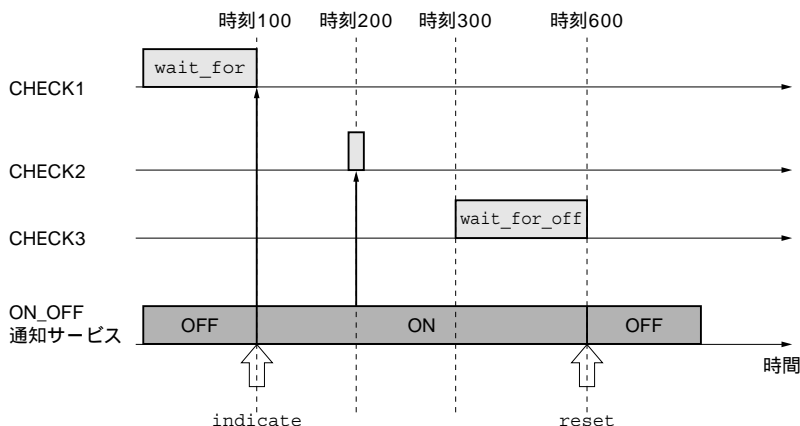 時刻100 時刻200 時刻300 時刻600
wait_for
CHECK1
CHECK2
wait_for_off
CHECK3
ON_OFF
通知サービス
OFF ON OFF
時間
indicate reset